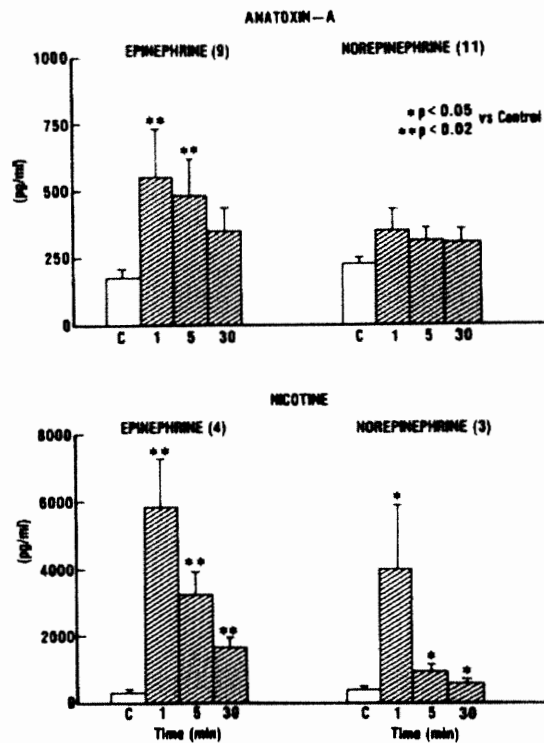 ANATOXIN-A
EPINEPHRINE (9) NOREPINEPHRINE (11)
1000
750
500
250
0
(pg/ml)
* p < 0.05 vs Control
** p < 0.02
** **
C 1 5 30 C 1 5 30
NICOTINE
EPINEPHRINE (4) NOREPINEPHRINE (3)
8000
6000
4000
2000
0
(pg/ml)
** ** **
* * *
C 1 5 30 C 1 5 30
Time (min) Time (min)